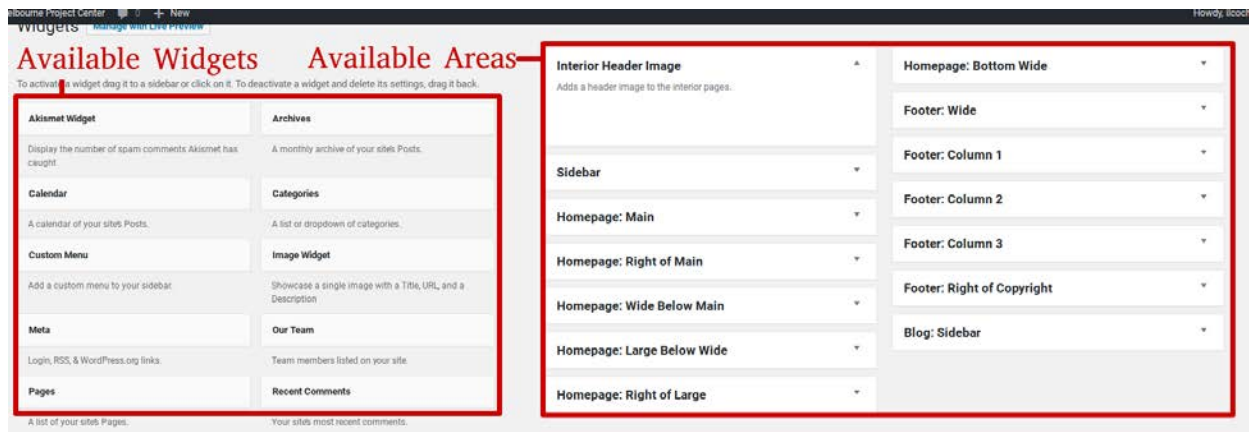 elbourne Project Center 0 + New
Howdy,
Widgets Manage with Live Preview
Available Widgets
Available Areas
To activate a widget drag it to a sidebar or click on it. To deactivate a widget and delete its settings, drag it back.
Akismet Widget
Display the number of spam comments Akismet has
caught
Archives
A monthly archive of your site's Posts.
Calendar
A calendar of your site's Posts.
Categories
A list or dropdown of categories.
Custom Menu
Add a custom menu to your sidebar.
Image Widget
Showcase a single image with a Title, URL, and a
Description
Meta
Login, RSS, & WordPress.org links.
Our Team
Team members listed on your site.
Pages
A list of your site's Pages.
Recent Comments
Your site's most recent comments.
Interior Header Image
Adds a header image to the interior pages.
Sidebar
Homepage: Main
Homepage: Right of Main
Homepage: Wide Below Main
Homepage: Large Below Wide
Homepage: Right of Large
Homepage: Bottom Wide
Footer: Wide
Footer: Column 1
Footer: Column 2
Footer: Column 3
Footer: Right of Copyright
Blog: Sidebar